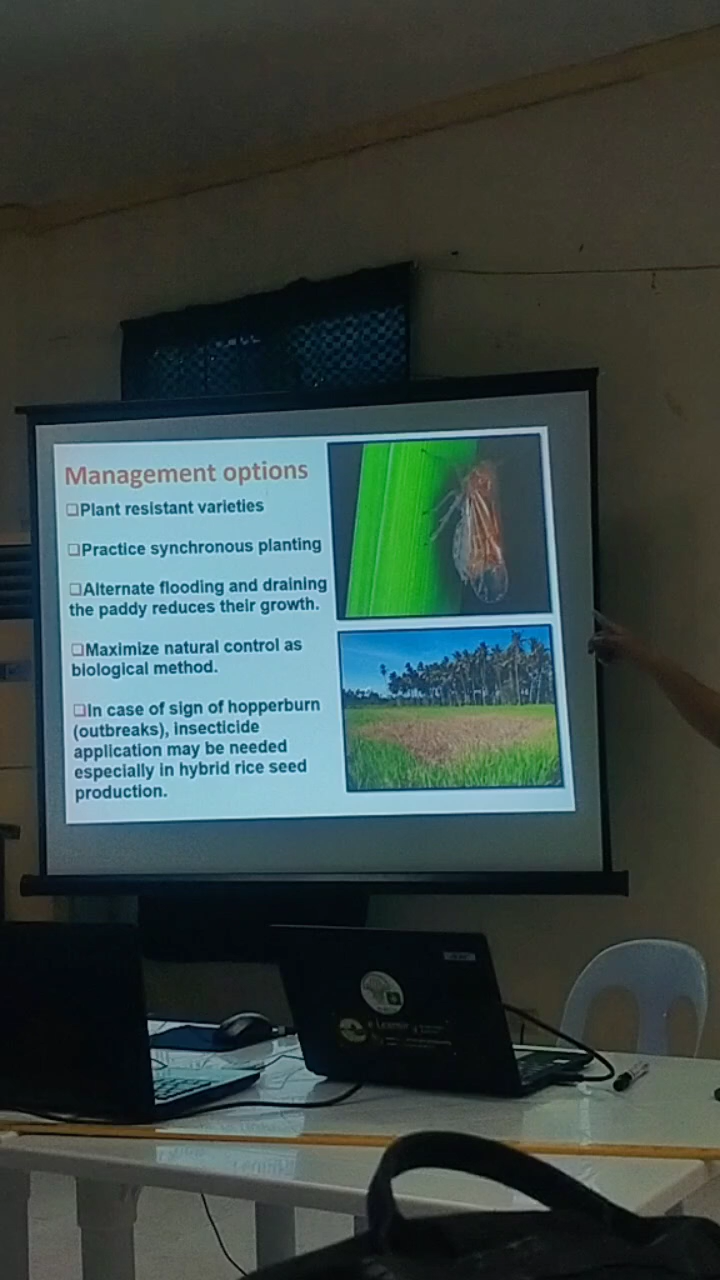 Management options
❑Plant resistant varieties
❑Practice synchronous planting
❑Alternate flooding and draining
the paddy reduces their growth.
❑Maximize natural control as
biological method.
❑In case of sign of hopperburn
(outbreaks), insecticide
application may be needed
especially in hybrid rice seed
production.